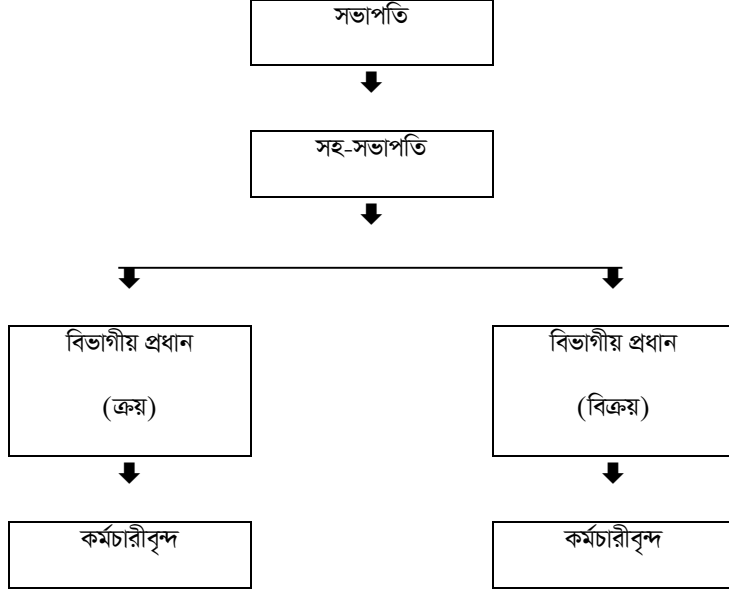 সভাপতি
সহ-সভাপতি
বিভাগীয় প্রধান
(ক্রয়)
বিভাগীয় প্রধান
(বিক্রয়)
কর্মচারীবৃন্দ
কর্মচারীবৃন্দ